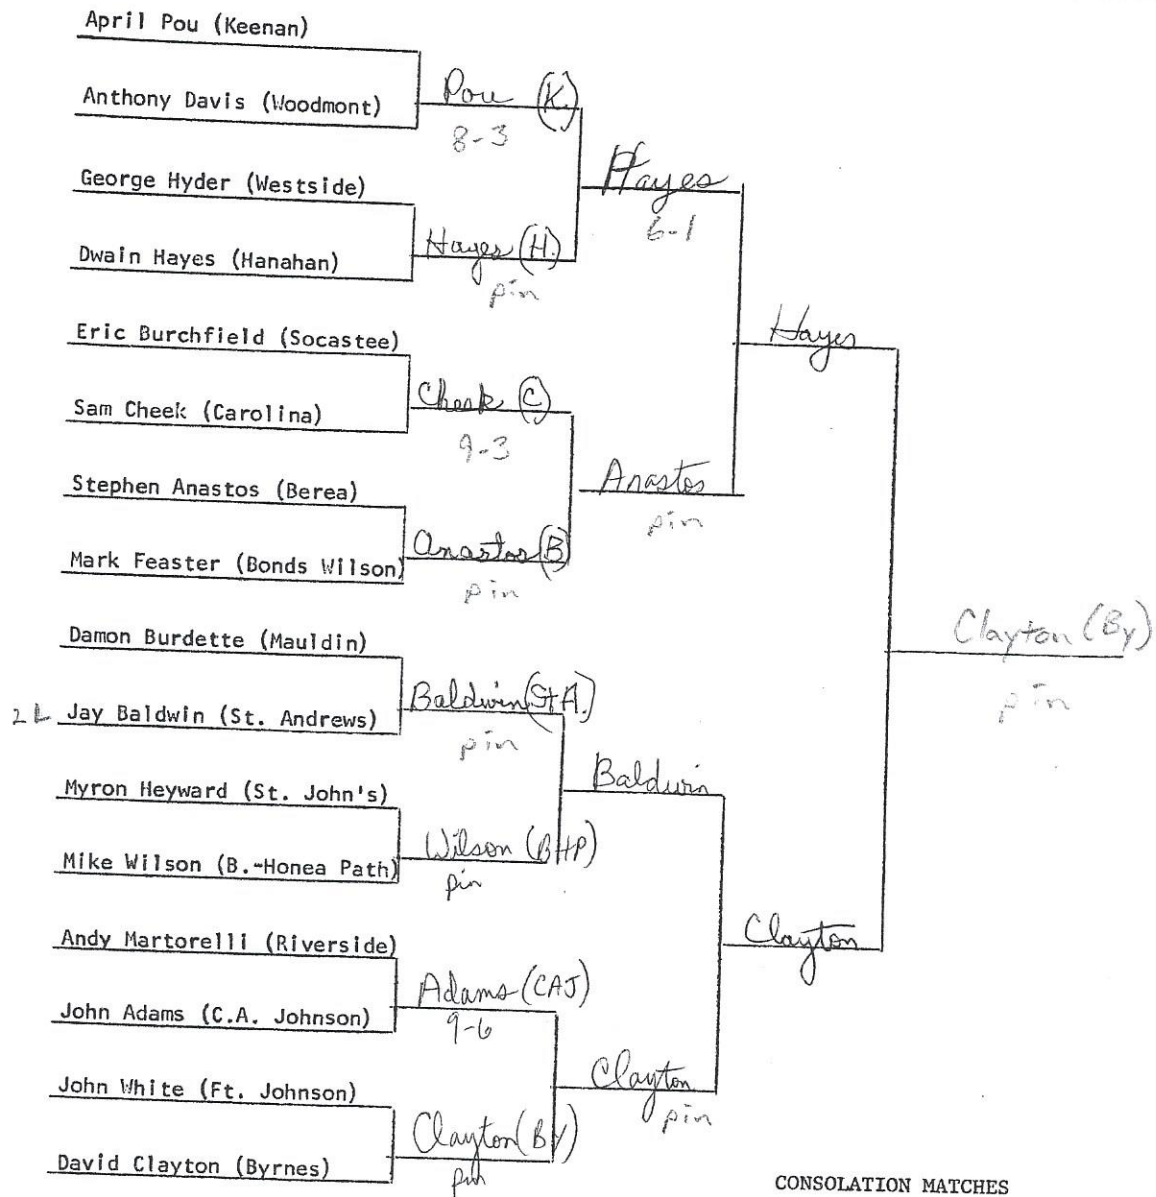 April Pou (Keenan)
Pou (K.)
Anthony Davis (Woodmont)
8-3
Hayes
George Hyder (Westside)
6-1
Hayes (H.)
Dwain Hayes (Hanahan)
pin
Hayes
Eric Burchfield (Socastee)
Cheek (C)
Sam Cheek (Carolina)
9-3
Anastos
Stephen Anastos (Berea)
pin
Anastos (B)
Mark Feaster (Bonds Wilson)
pin
Clayton (By)
pin
Damon Burdette (Mauldin)
Baldwin (St A.)
2L Jay Baldwin (St. Andrews)
pin
Baldwin
Myron Heyward (St. John's)
Wilson (BHP)
Mike Wilson (B.-Honea Path)
pin
Clayton
Andy Martorelli (Riverside)
Adams (CAJ)
John Adams (C.A. Johnson)
9-6
Clayton
John White (Ft. Johnson)
pin
Clayton (BY)
David Clayton (Byrnes)
pin
CONSOLATION MATCHES